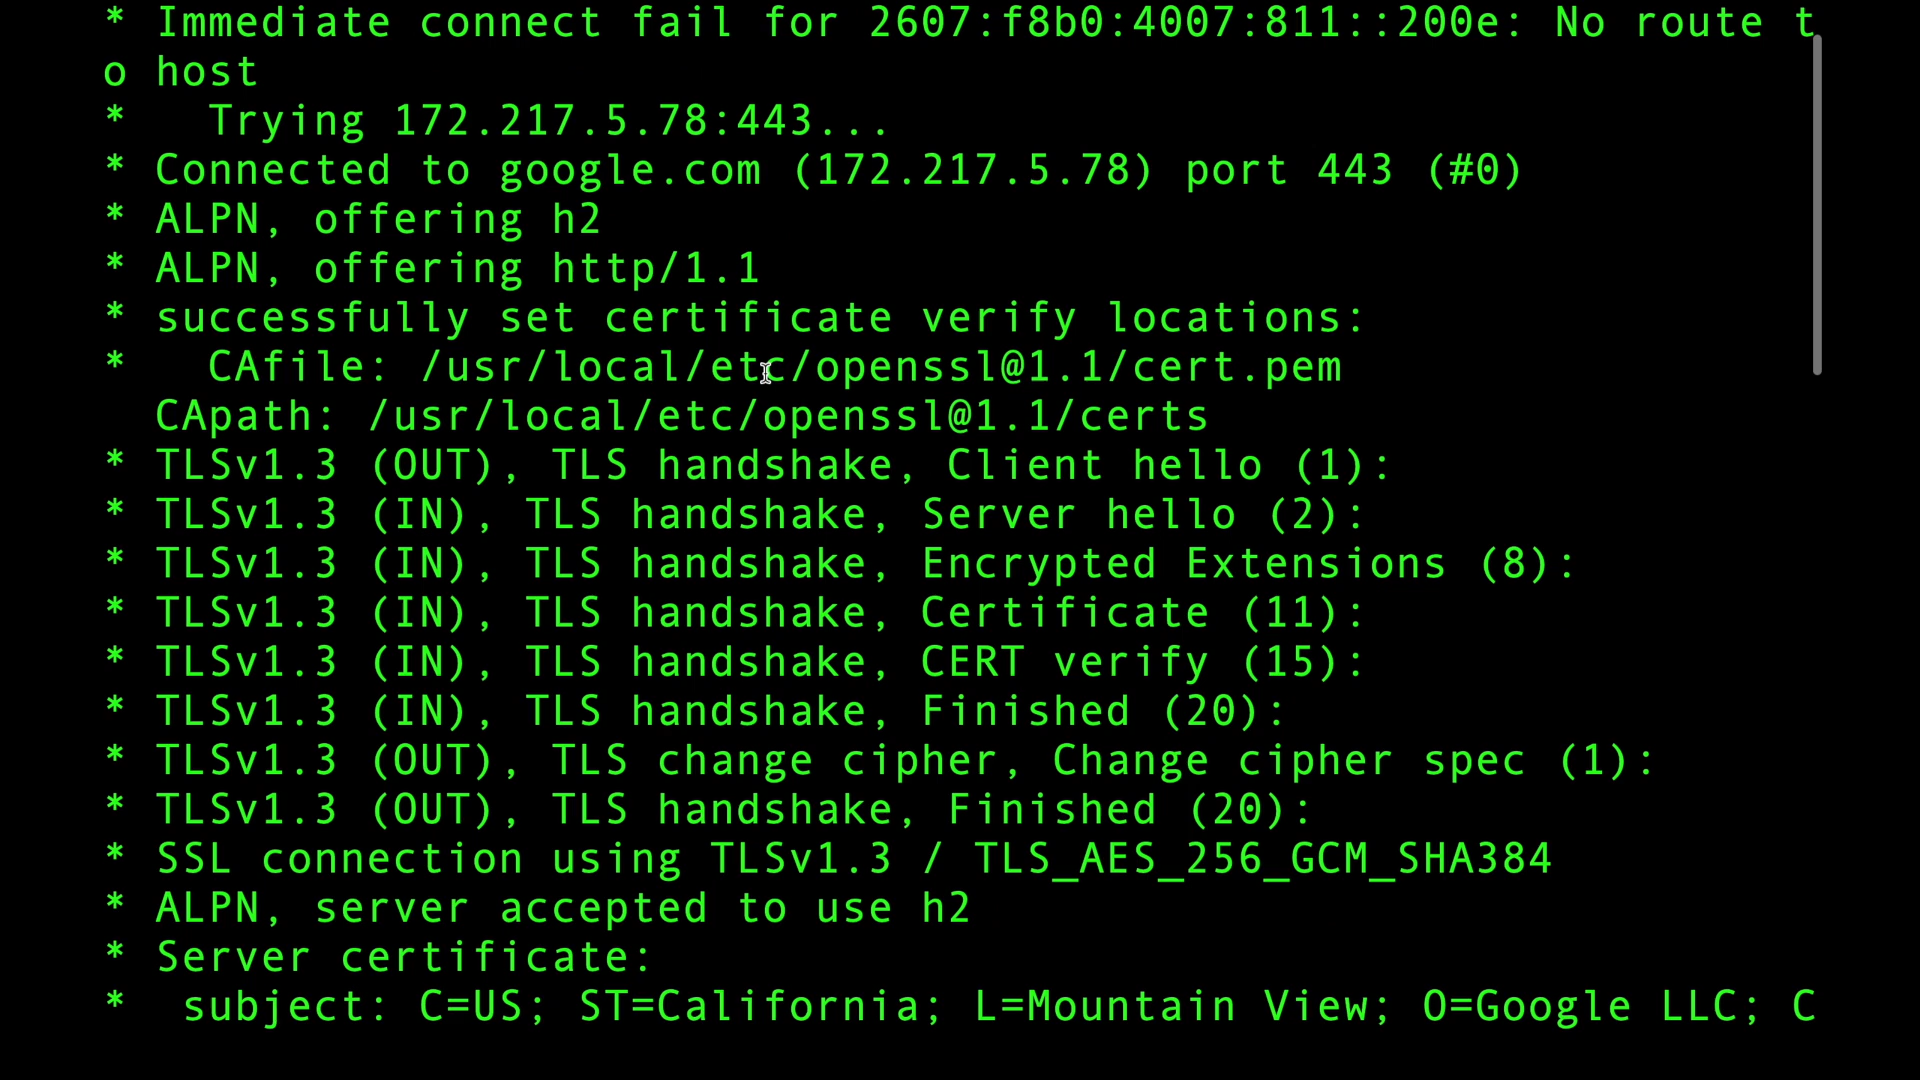 * Immediate connect fail for 2607:f8b0:4007:811::200e: No route t
o host
*   Trying 172.217.5.78:443...
* Connected to google.com (172.217.5.78) port 443 (#0)
* ALPN, offering h2
* ALPN, offering http/1.1
* successfully set certificate verify locations:
*   CAfile: /usr/local/etc/openssl@1.1/cert.pem
  CApath: /usr/local/etc/openssl@1.1/certs
* TLSv1.3 (OUT), TLS handshake, Client hello (1):
* TLSv1.3 (IN), TLS handshake, Server hello (2):
* TLSv1.3 (IN), TLS handshake, Encrypted Extensions (8):
* TLSv1.3 (IN), TLS handshake, Certificate (11):
* TLSv1.3 (IN), TLS handshake, CERT verify (15):
* TLSv1.3 (IN), TLS handshake, Finished (20):
* TLSv1.3 (OUT), TLS change cipher, Change cipher spec (1):
* TLSv1.3 (OUT), TLS handshake, Finished (20):
* SSL connection using TLSv1.3 / TLS_AES_256_GCM_SHA384
* ALPN, server accepted to use h2
* Server certificate:
*  subject: C=US; ST=California; L=Mountain View; O=Google LLC; C